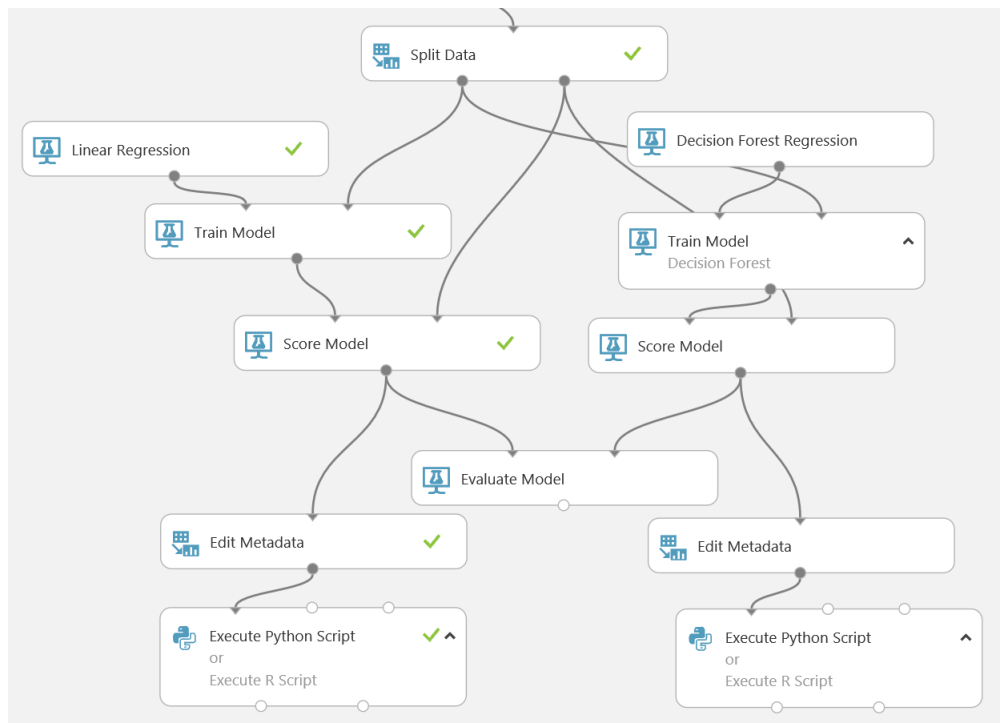 Split Data
Linear Regression
Decision Forest Regression
Train Model
Train Model
Decision Forest
Score Model
Score Model
Evaluate Model
Edit Metadata
Edit Metadata
Execute Python Script
or
Execute R Script
Execute Python Script
or
Execute R Script